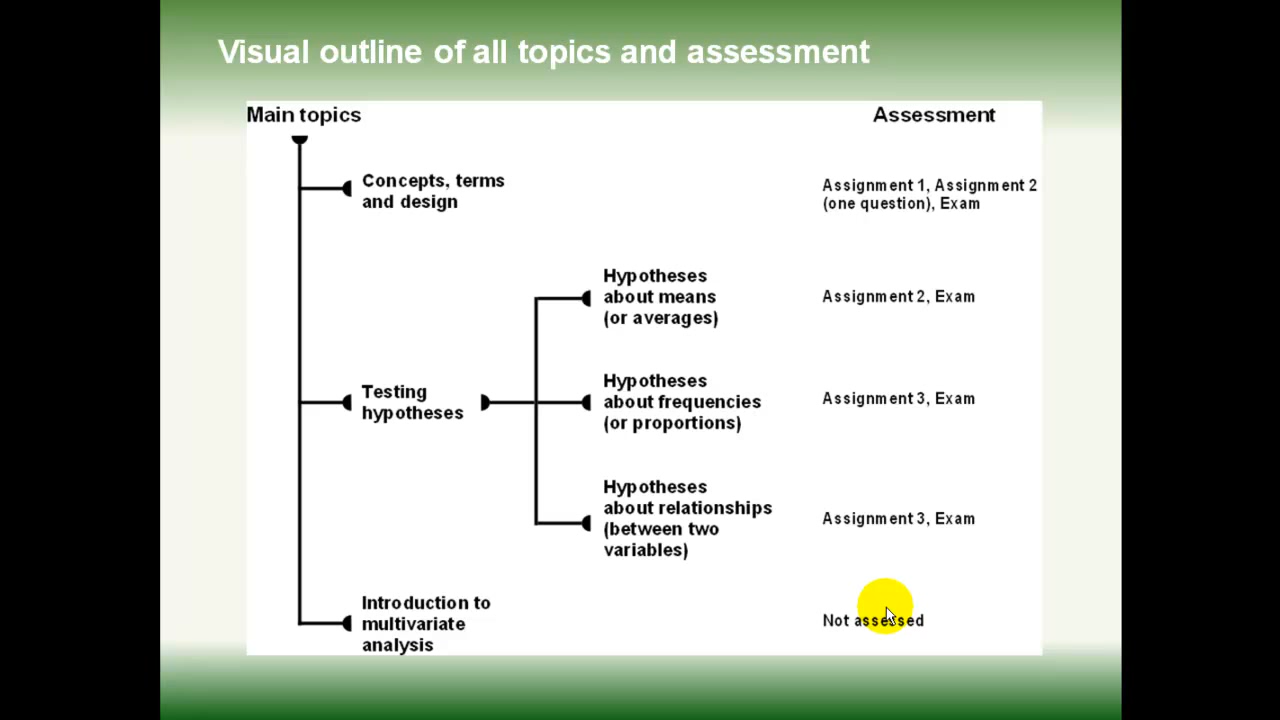 Visual outline of all topics and assessment
Main topics
Assessment
Concepts, terms
and design
Assignment 1, Assignment 2
(one question), Exam
Hypotheses
about means
(or averages)
Assignment 2, Exam
Testing
hypotheses
Hypotheses
about frequencies
(or proportions)
Assignment 3, Exam
Hypotheses
about relationships
(between two
variables)
Assignment 3, Exam
Introduction to
multivariate
analysis
Not assessed